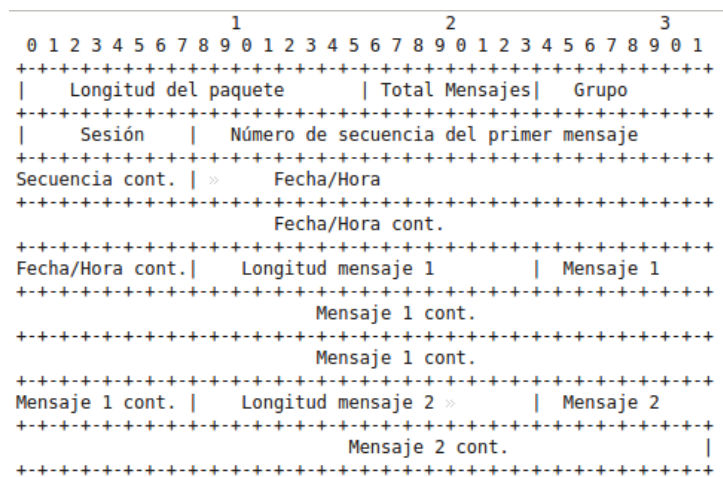 1                   2                   3
 0 1 2 3 4 5 6 7 8 9 0 1 2 3 4 5 6 7 8 9 0 1 2 3 4 5 6 7 8 9 0 1
+-+-+-+-+-+-+-+-+-+-+-+-+-+-+-+-+-+-+-+-+-+-+-+-+-+-+-+-+-+-+-+-+
|    Longitud del paquete       | Total Mensajes|   Grupo
+-+-+-+-+-+-+-+-+-+-+-+-+-+-+-+-+-+-+-+-+-+-+-+-+-+-+-+-+-+-+-+-+
|     Sesión    |   Número de secuencia del primer mensaje
+-+-+-+-+-+-+-+-+-+-+-+-+-+-+-+-+-+-+-+-+-+-+-+-+-+-+-+-+-+-+-+-+
Secuencia cont. | »     Fecha/Hora
+-+-+-+-+-+-+-+-+-+-+-+-+-+-+-+-+-+-+-+-+-+-+-+-+-+-+-+-+-+-+-+-+
                        Fecha/Hora cont.
+-+-+-+-+-+-+-+-+-+-+-+-+-+-+-+-+-+-+-+-+-+-+-+-+-+-+-+-+-+-+-+-+
Fecha/Hora cont.|    Longitud mensaje 1         |  Mensaje 1
+-+-+-+-+-+-+-+-+-+-+-+-+-+-+-+-+-+-+-+-+-+-+-+-+-+-+-+-+-+-+-+-+
                            Mensaje 1 cont.
+-+-+-+-+-+-+-+-+-+-+-+-+-+-+-+-+-+-+-+-+-+-+-+-+-+-+-+-+-+-+-+-+
                            Mensaje 1 cont.
+-+-+-+-+-+-+-+-+-+-+-+-+-+-+-+-+-+-+-+-+-+-+-+-+-+-+-+-+-+-+-+-+
Mensaje 1 cont. |    Longitud mensaje 2 »       |  Mensaje 2
+-+-+-+-+-+-+-+-+-+-+-+-+-+-+-+-+-+-+-+-+-+-+-+-+-+-+-+-+-+-+-+-+
                               Mensaje 2 cont.                  |
+-+-+-+-+-+-+-+-+-+-+-+-+-+-+-+-+-+-+-+-+-+-+-+-+-+-+-+-+-+-+-+-+